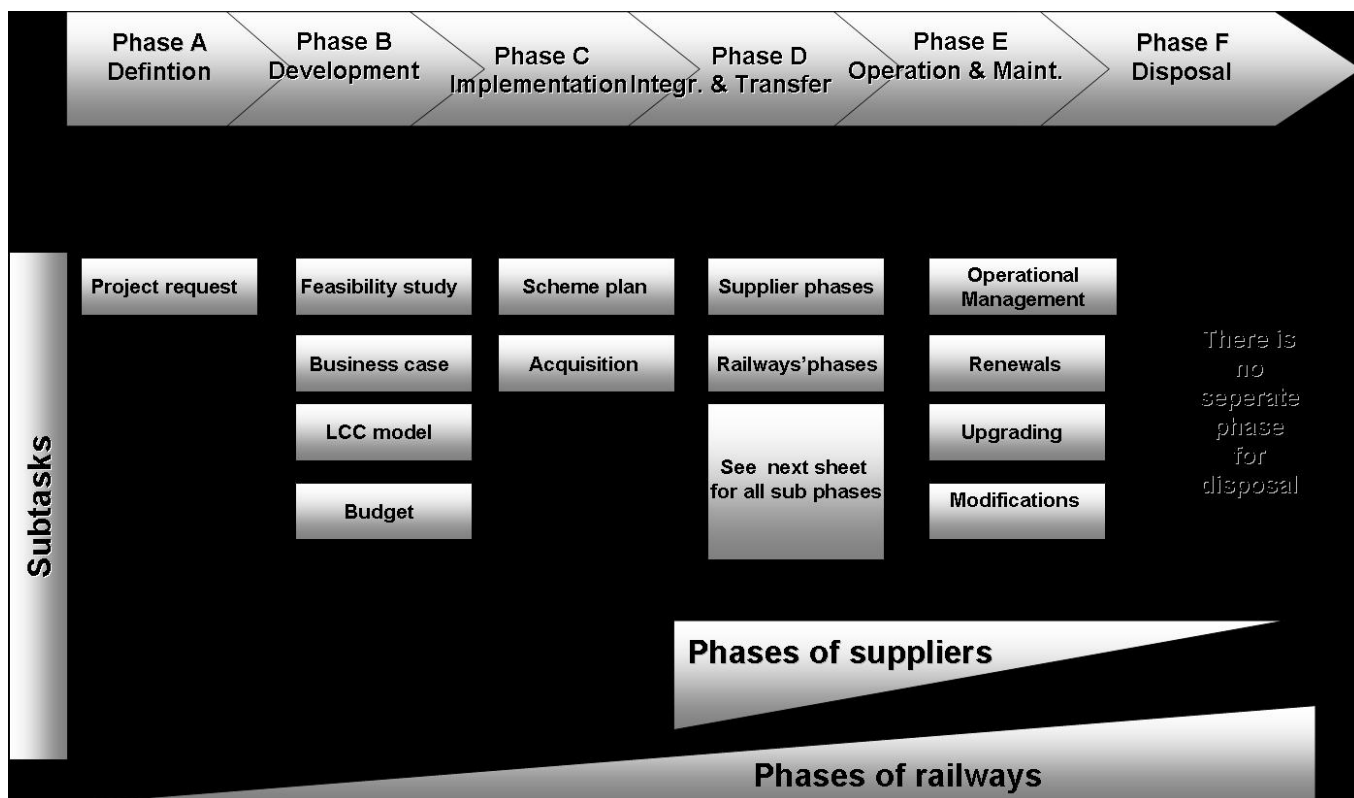 Phase A
Defintion
Phase B
Development
Phase C
Implementation
Phase D
Integr. & Transfer
Phase E
Operation & Maint.
Phase F
Disposal
Subtasks
Project request
Feasibility study
Business case
LCC model
Budget
Scheme plan
Acquisition
Supplier phases
Railways’phases
See next sheet
for all sub phases
Operational
Management
Renewals
Upgrading
Modifications
There is
no
seperate
phase
for
disposal
Phases of suppliers
Phases of railways